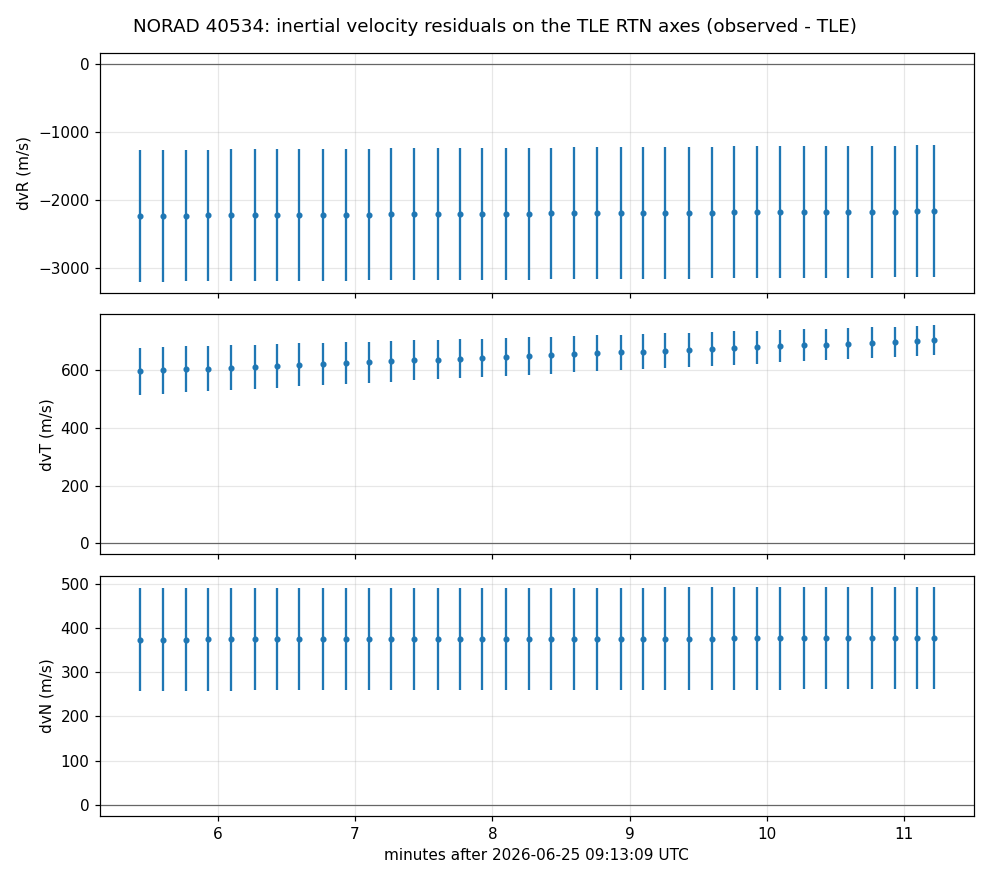 NORAD 40534: inertial velocity residuals on the TLE RTN axes (observed - TLE)
0
−1000
−2000
−3000
dvR (m/s)
600
400
200
0
dvT (m/s)
500
400
300
200
100
0
dvN (m/s)
6 7 8 9 10 11
minutes after 2026-06-25 09:13:09 UTC